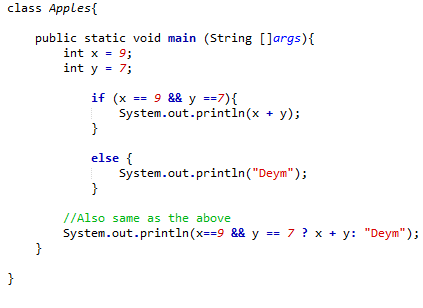 class Apples{
public static void main (String []args){
int x = 9;
int y = 7;
if (x == 9 && y ==7){
System.out.println(x + y);
}
else {
System.out.println("Deym");
}
//Also same as the above
System.out.println(x==9 && y == 7 ? x + y: "Deym");
}
}